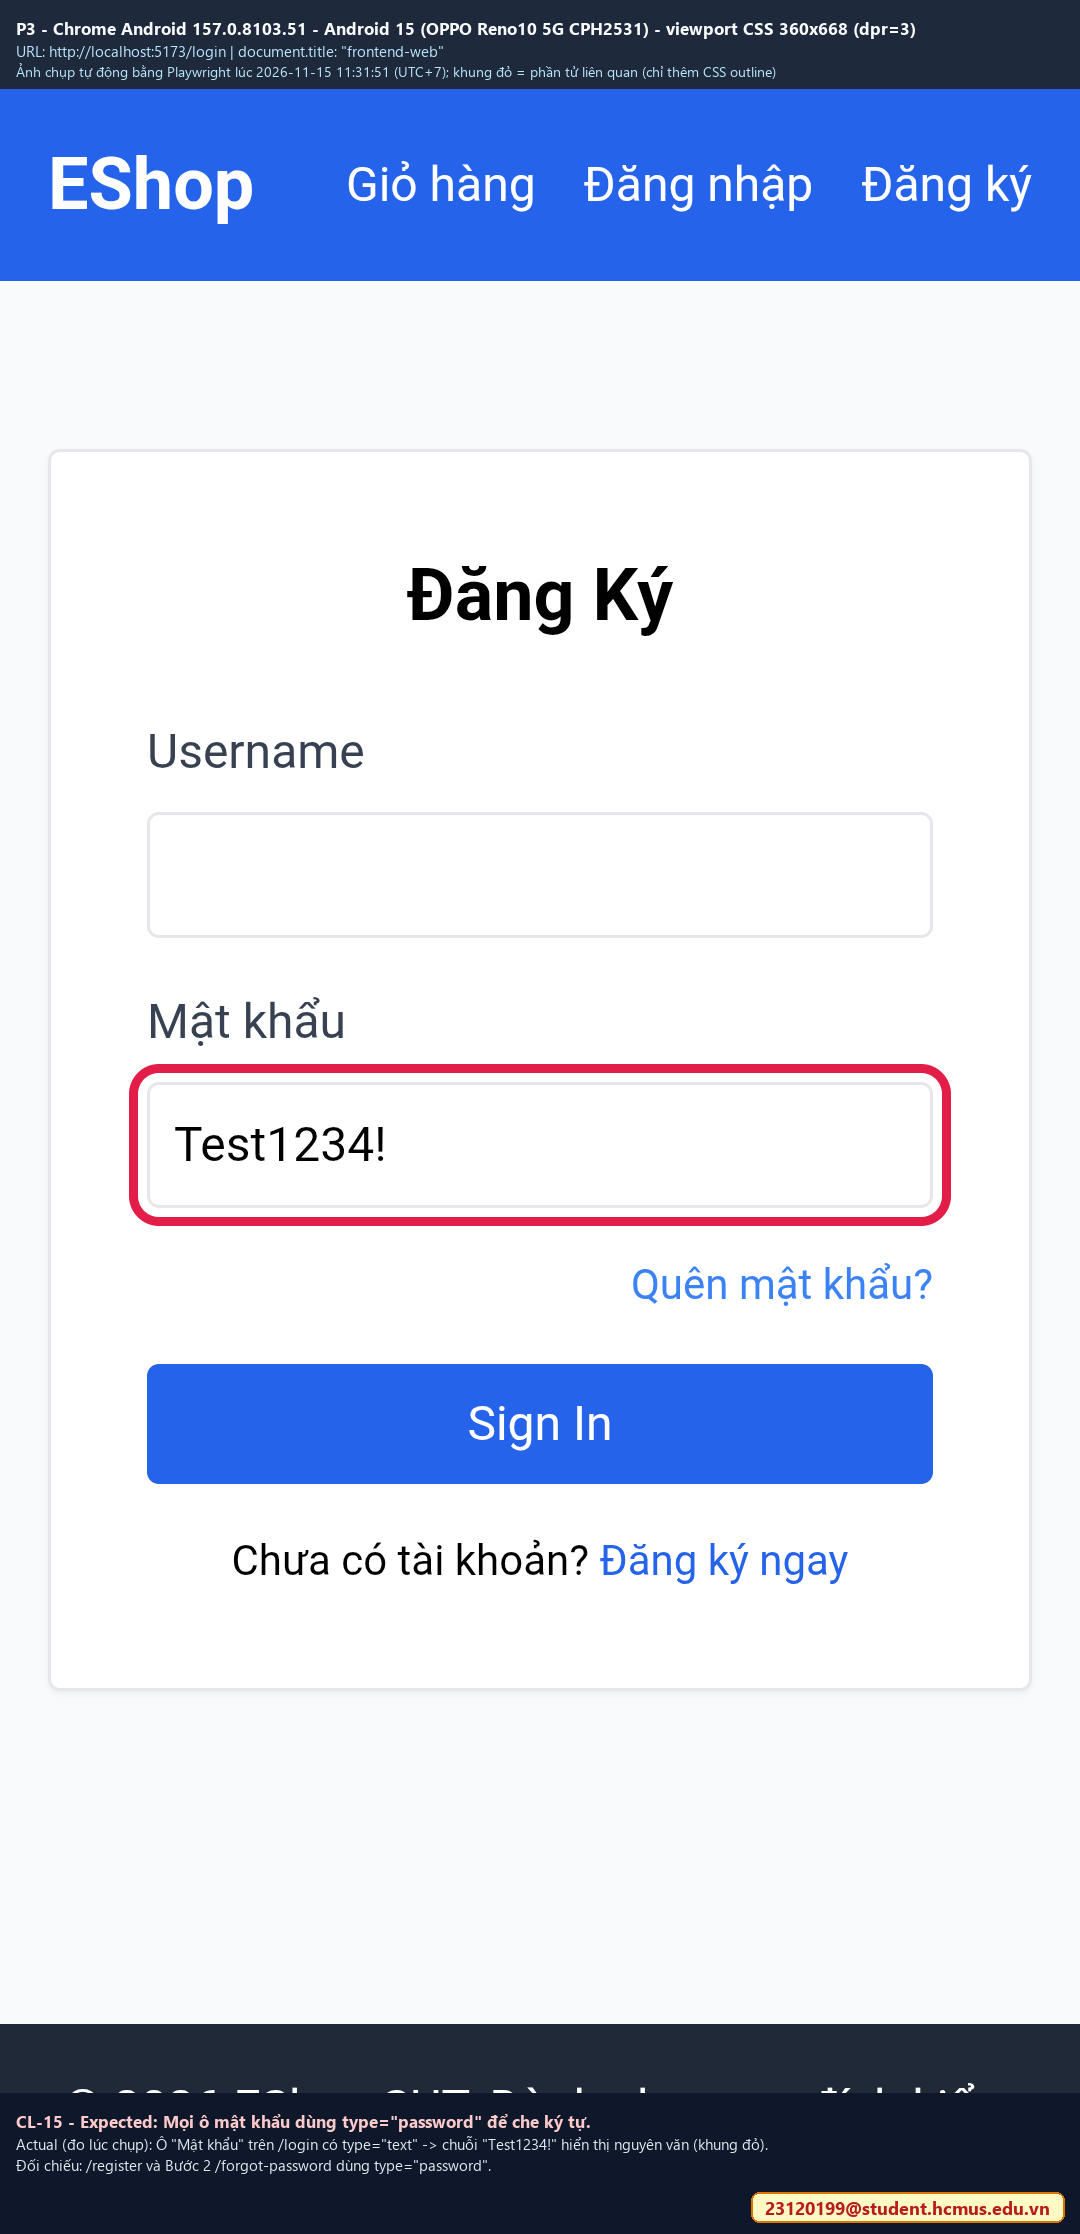 P3 - Chrome Android 157.0.8103.51 - Android 15 (OPPO Reno10 5G CPH2531) - viewport CSS 360x668 (dpr=3)
URL: http://localhost:5173/login | document.title: "frontend-web"
Ảnh chụp tự động bằng Playwright lúc 2026-11-15 11:31:51 (UTC+7); khung đỏ = phần tử liên quan (chỉ thêm CSS outline)
EShop Giỏ hàng Đăng nhập Đăng ký
Đăng Ký
Username
Mật khẩu
Test1234!
Quên mật khẩu?
Sign In
Chưa có tài khoản? Đăng ký ngay
CL-15 - Expected: Mọi ô mật khẩu dùng type="password" để che ký tự.
Actual (đo lúc chụp): Ô "Mật khẩu" trên /login có type="text" -> chuỗi "Test1234!" hiển thị nguyên văn (khung đỏ).
Đối chiếu: /register và Bước 2 /forgot-password dùng type="password".
23120199@student.hcmus.edu.vn